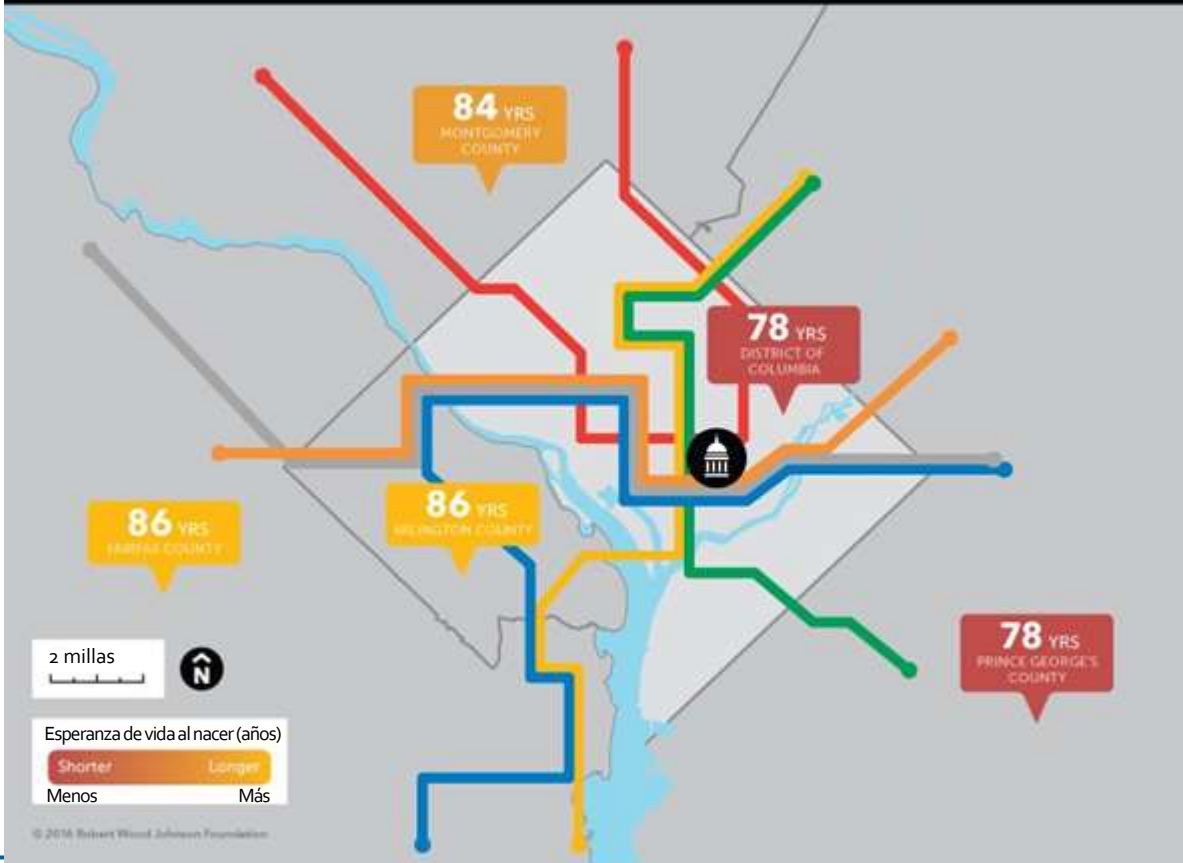 84 YRS
MONTGOMERY
COUNTY
78 YRS
DISTRICT OF
COLUMBIA
86 YRS
FAIRFAX COUNTY
86 YRS
ARLINGTON COUNTY
78 YRS
PRINCE GEORGE'S
COUNTY
2 millas
N
Esperanza de vida al nacer (años)
Shorter Longer
Menos Más
© 2016 Robert Wood Johnson Foundation